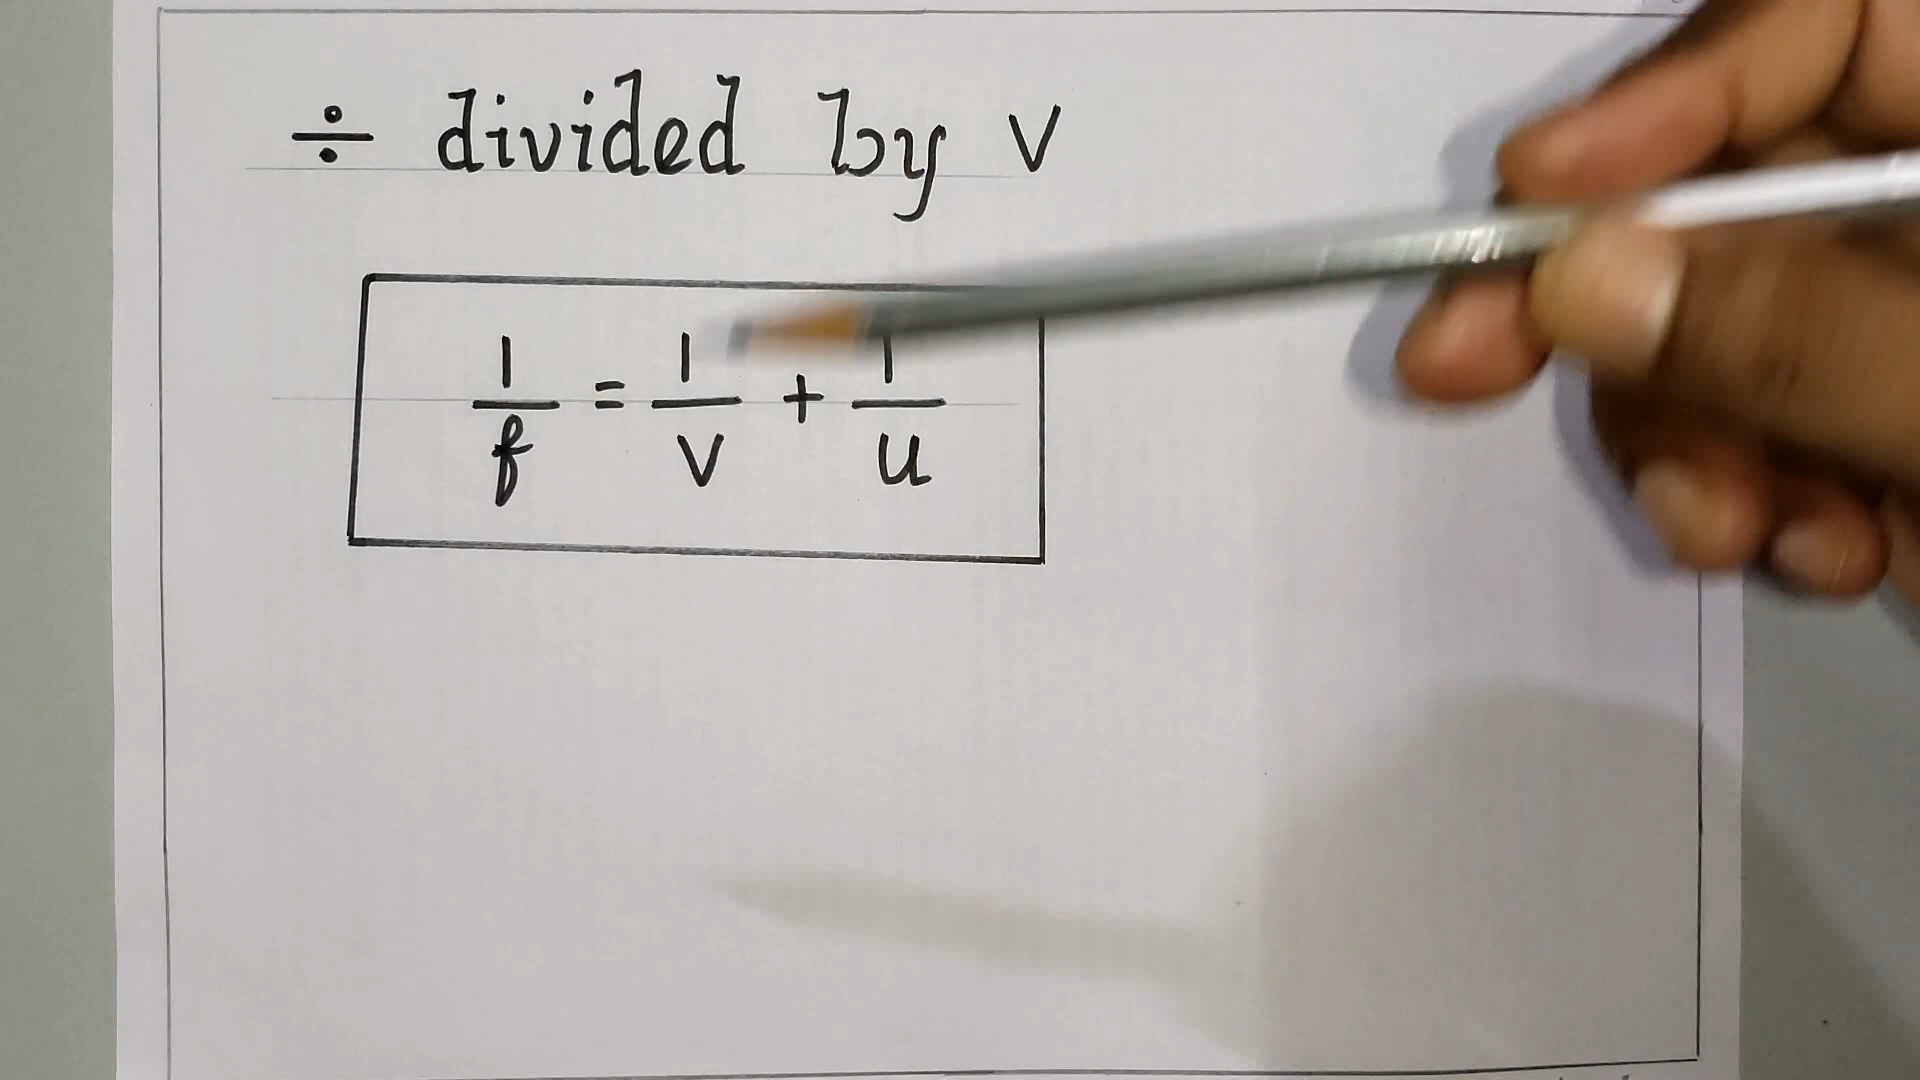 ÷ divided by v
1/f = 1/v + 1/u